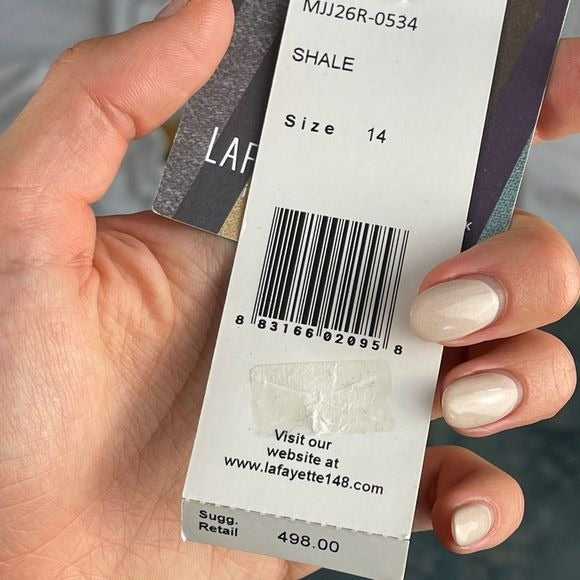 MJJ26R-0534
SHALE
Size 14
LAF
K
8 83166 02095 8
Visit our
website at
www.lafayette148.com
Sugg.
Retail 498.00